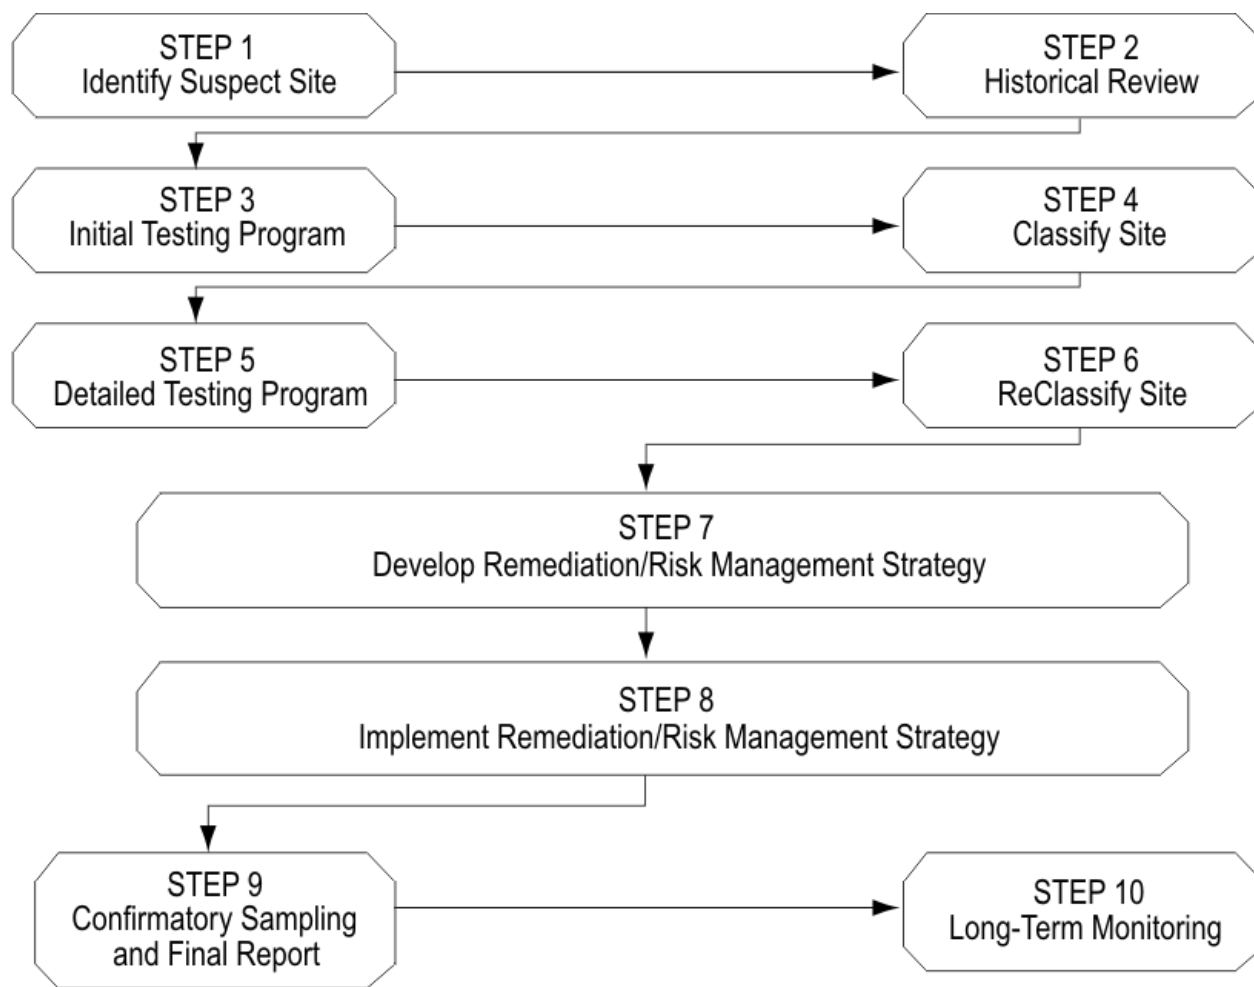 STEP 1
Identify Suspect Site
STEP 2
Historical Review
STEP 3
Initial Testing Program
STEP 4
Classify Site
STEP 5
Detailed Testing Program
STEP 6
ReClassify Site
STEP 7
Develop Remediation/Risk Management Strategy
STEP 8
Implement Remediation/Risk Management Strategy
STEP 9
Confirmatory Sampling
and Final Report
STEP 10
Long-Term Monitoring